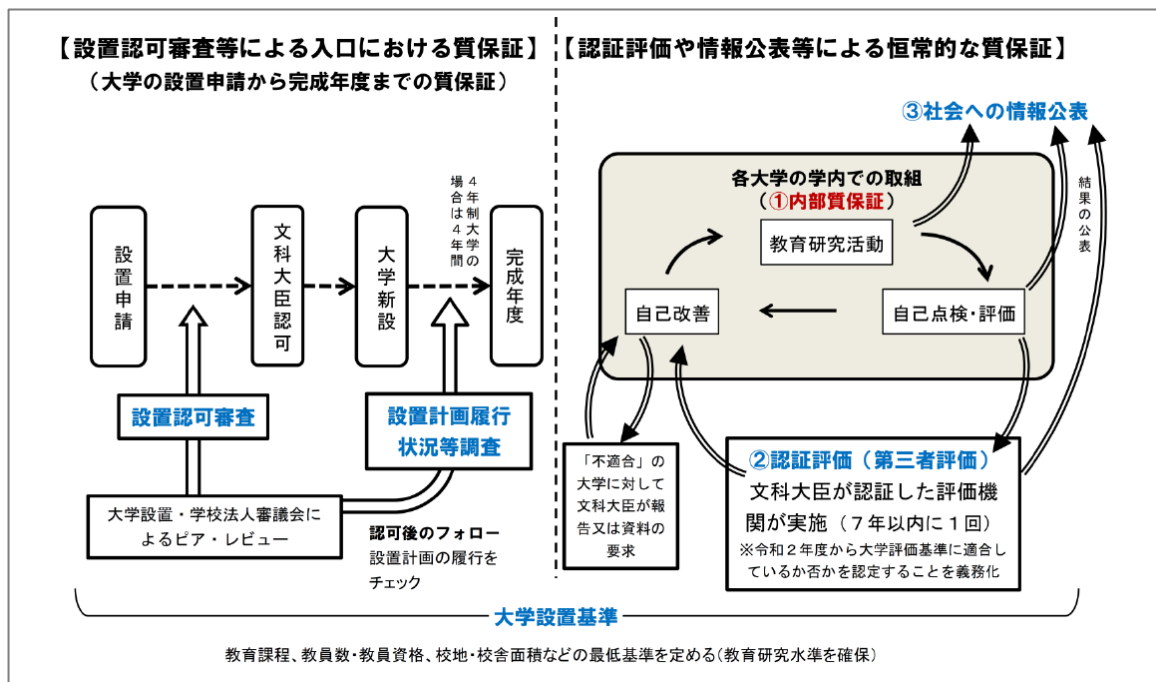 【設置認可審査等による入口における質保証】
（大学の設置申請から完成年度までの質保証）
設置申請
文科大臣認可
大学新設
４年制大学の
場合は４年間
完成年度
設置認可審査
設置計画履行
状況等調査
大学設置・学校法人審議会に
よるピア・レビュー
認可後のフォロー
設置計画の履行を
チェック
【認証評価や情報公表等による恒常的な質保証】
③社会への情報公表
各大学の学内での取組
（①内部質保証）
教育研究活動
自己改善
自己点検・評価
結果の公表
「不適合」の
大学に対して
文科大臣が報
告又は資料の
要求
②認証評価（第三者評価）
文科大臣が認証した評価機
関が実施（７年以内に１回）
※令和２年度から大学評価基準に適合し
ているか否かを認定することを義務化
大学設置基準
教育課程、教員数・教員資格、校地・校舎面積などの最低基準を定める（教育研究水準を確保）